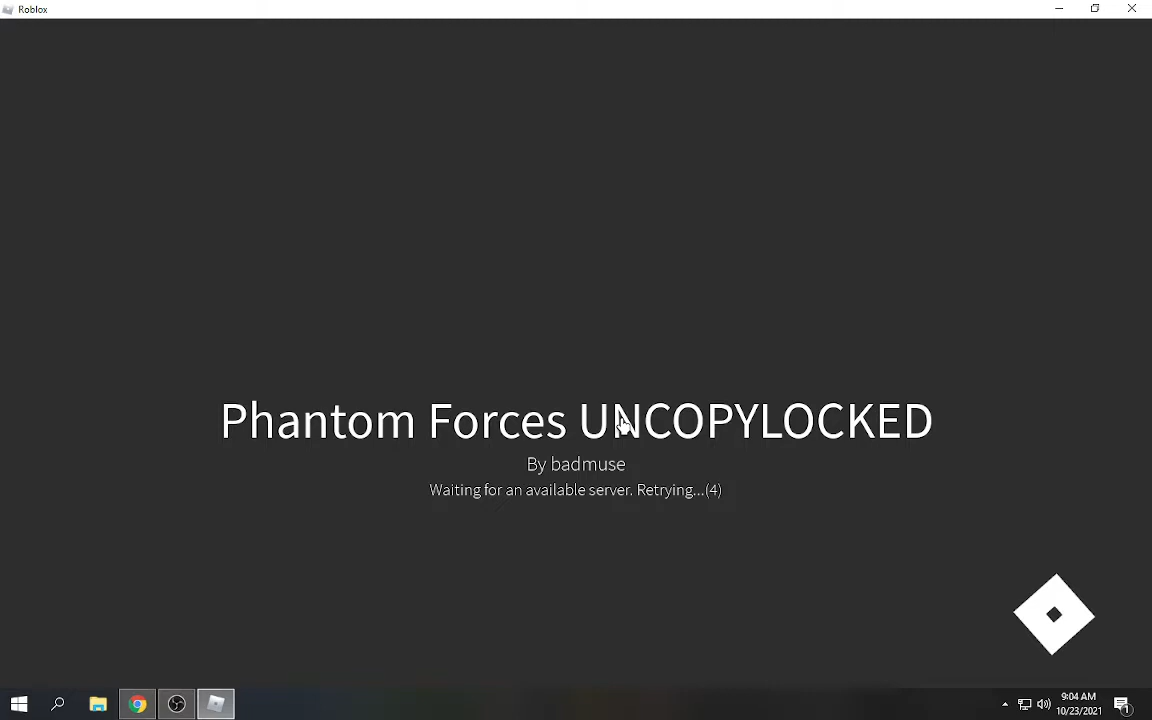 Roblox
Phantom Forces UNCOPYLOCKED
By badmuse
Waiting for an available server. Retrying...(4)
9:04 AM
10/23/2021
1